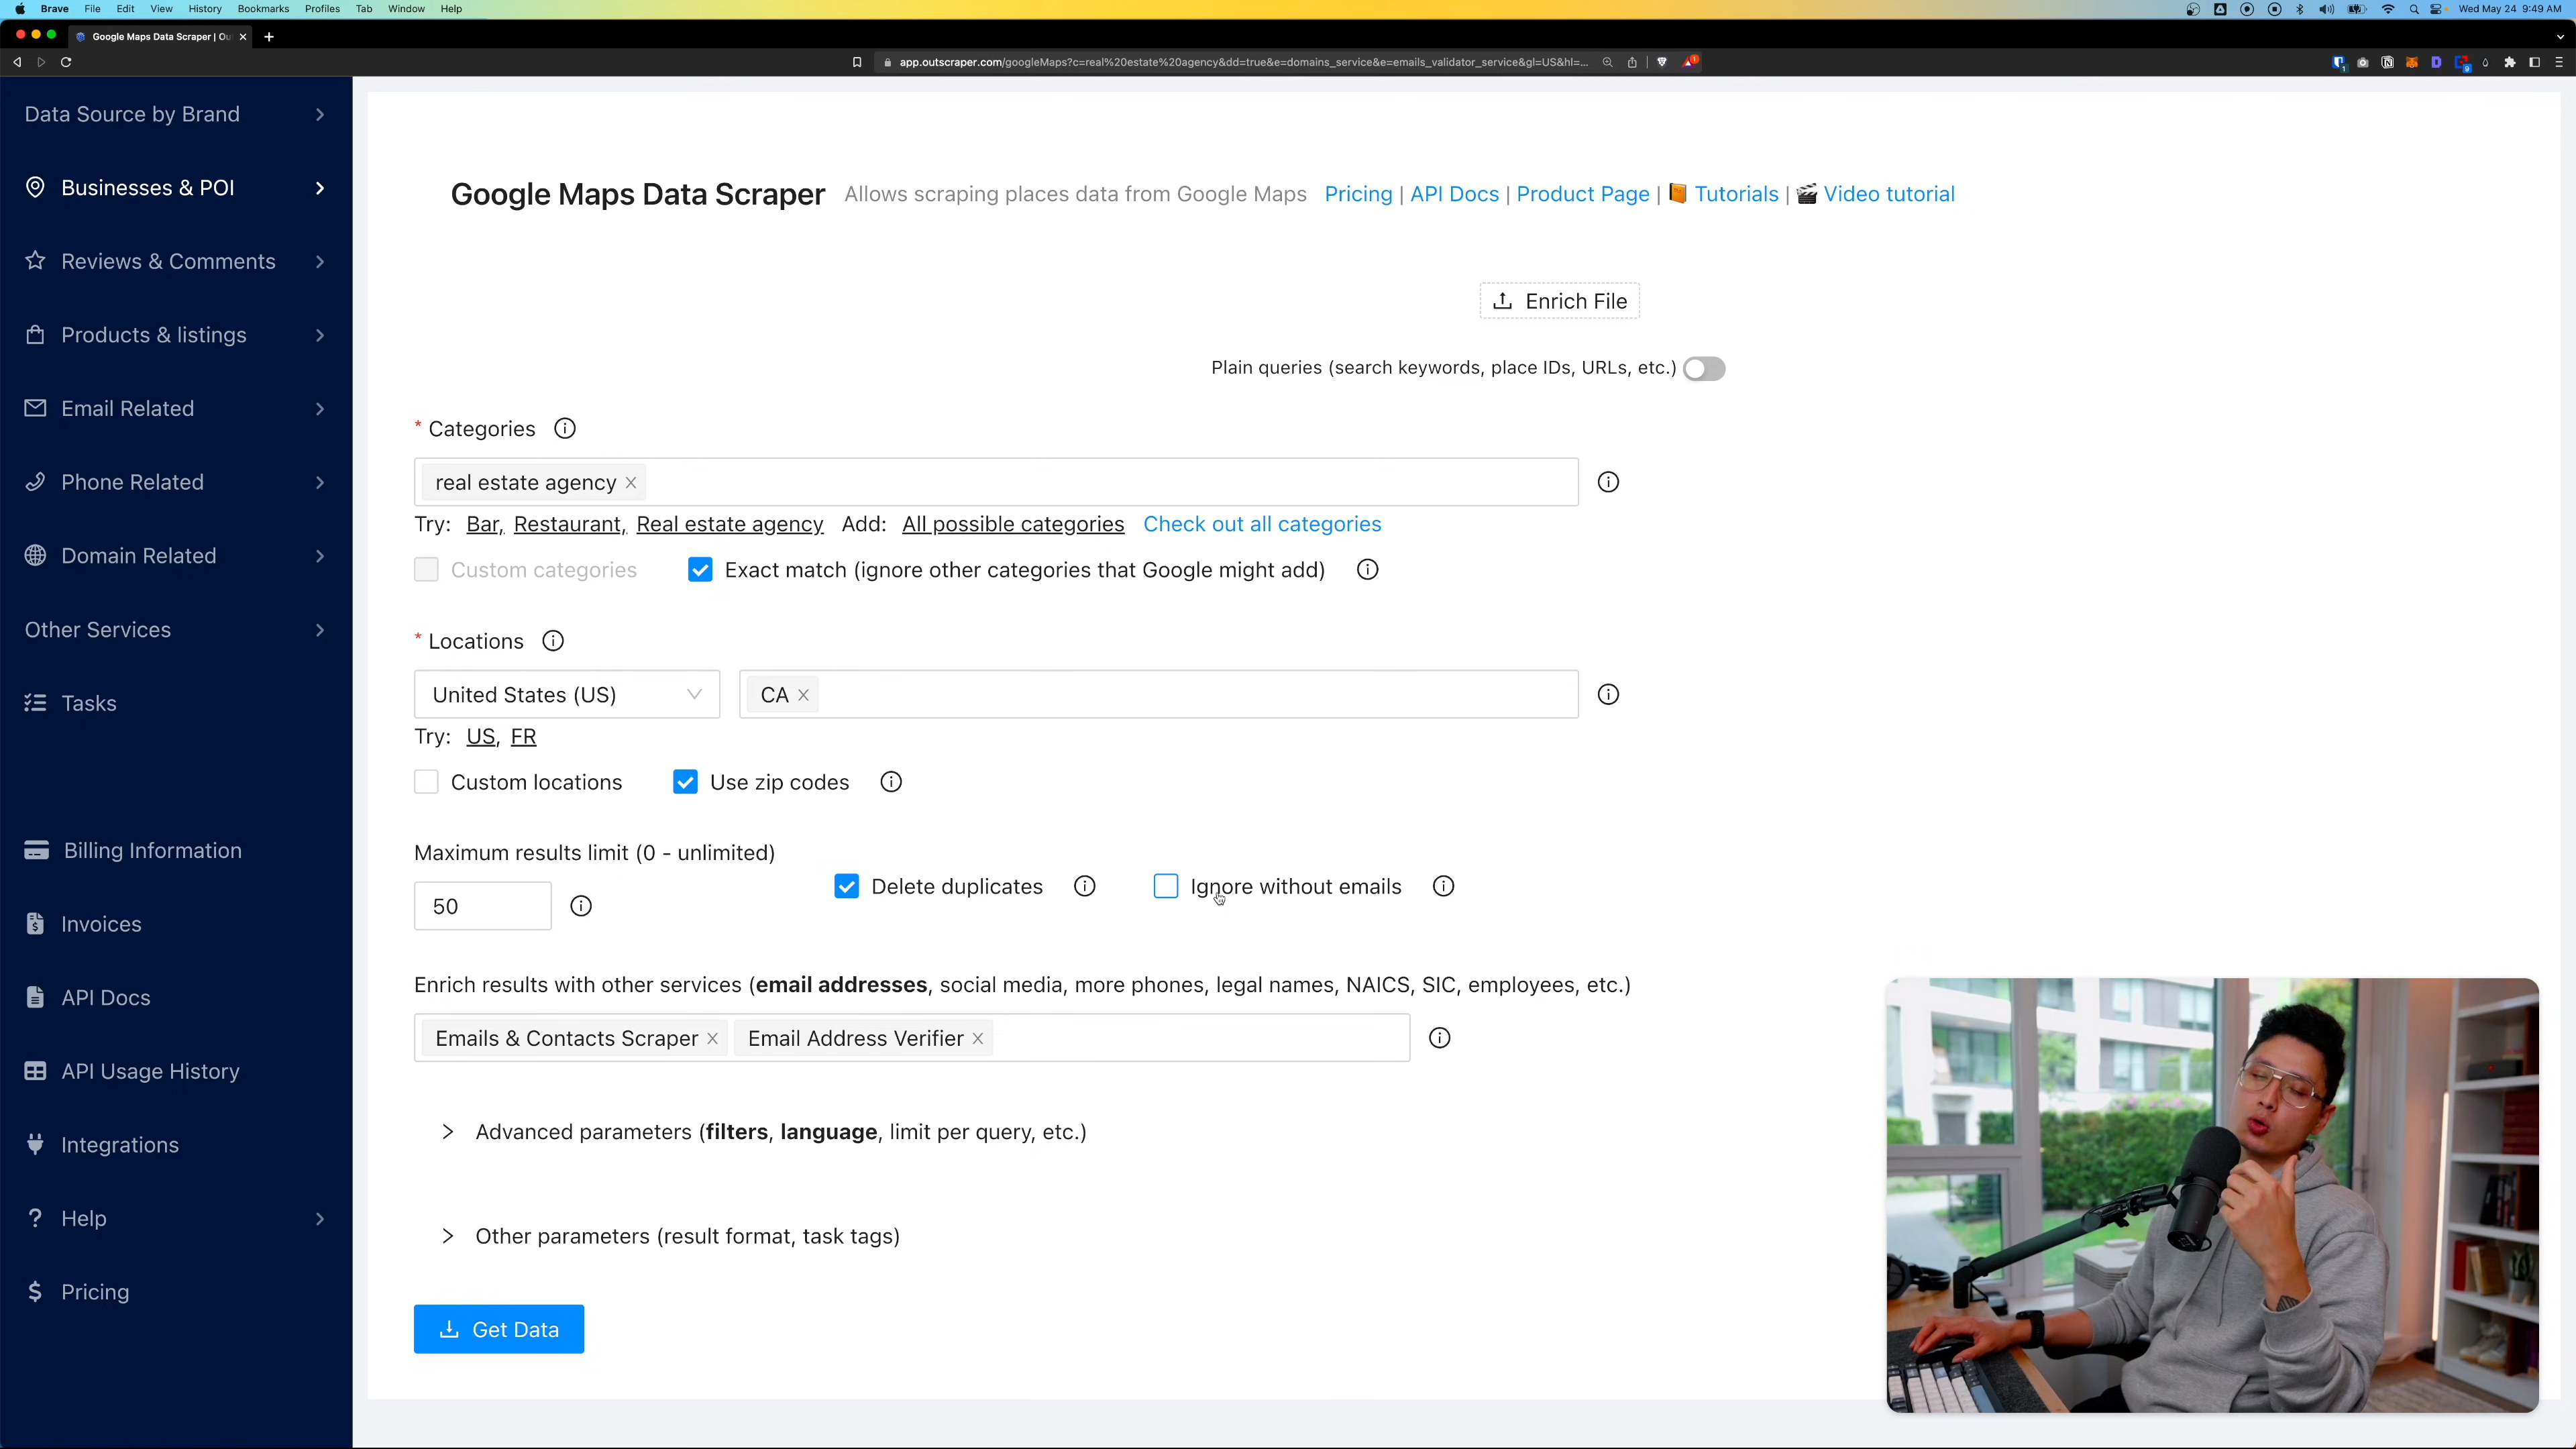 Brave File Edit View History Bookmarks Profiles Tab Window Help
Wed May 24 9:49 AM
Google Maps Data Scraper | Ou
app.outscraper.com/googleMaps?c=real%20estate%20agency&dd=true&e=domains_service&e=emails_validator_service&gl=US&hl=...
Data Source by Brand
Businesses & POI
Reviews & Comments
Products & listings
Email Related
Phone Related
Domain Related
Other Services
Tasks
Billing Information
Invoices
API Docs
API Usage History
Integrations
Help
Pricing
Google Maps Data Scraper Allows scraping places data from Google Maps Pricing | API Docs | Product Page | Tutorials | Video tutorial
Enrich File
Plain queries (search keywords, place IDs, URLs, etc.)
* Categories
real estate agency
Try: Bar, Restaurant, Real estate agency Add: All possible categories Check out all categories
Custom categories Exact match (ignore other categories that Google might add)
* Locations
United States (US) CA
Try: US, FR
Custom locations Use zip codes
Maximum results limit (0 - unlimited)
Delete duplicates Ignore without emails
50
Enrich results with other services (email addresses, social media, more phones, legal names, NAICS, SIC, employees, etc.)
Emails & Contacts Scraper Email Address Verifier
Advanced parameters (filters, language, limit per query, etc.)
Other parameters (result format, task tags)
Get Data